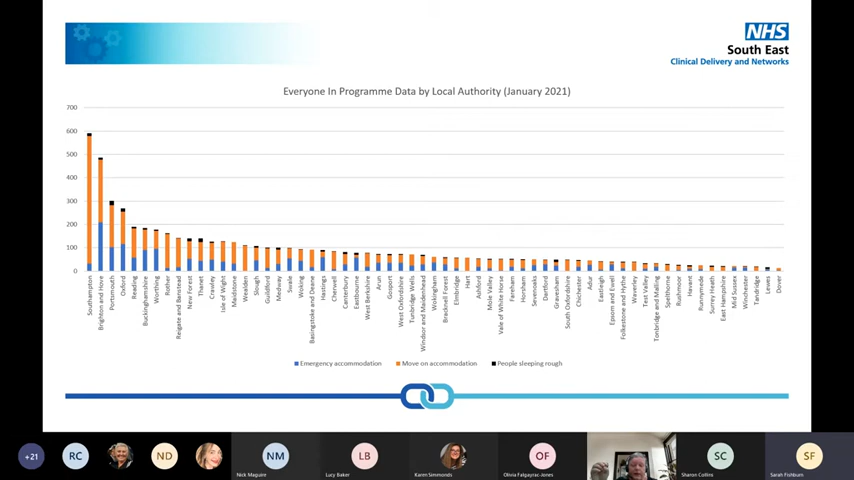 NHS
South East
Clinical Delivery and Networks
Everyone In Programme Data by Local Authority (January 2021)
700
600
500
400
300
200
100
0
Southampton
Brighton and Hove
Portsmouth
Oxford
Reading
Buckinghamshire
Worthing
Rother
Reigate and Banstead
New Forest
Thanet
Crawley
Isle of Wight
Maidstone
Wealden
Slough
Guildford
Medway
Swale
Woking
Basingstoke and Deane
Hastings
Cherwell
Canterbury
Eastbourne
West Berkshire
Arun
Gosport
West Oxfordshire
Tunbridge Wells
Windsor and Maidenhead
Wokingham
Bracknell Forest
Elmbridge
Hart
Ashford
Mole Valley
Vale of White Horse
Fareham
Horsham
Sevenoaks
Dartford
Gravesham
South Oxfordshire
Chichester
Adur
Eastleigh
Epsom and Ewell
Folkestone and Hythe
Waverley
Test Valley
Tonbridge and Malling
Spelthorne
Rushmoor
Havant
Runnymede
Surrey Heath
East Hampshire
Mid Sussex
Winchester
Tandridge
Lewes
Dover
Emergency accommodation
Move on accommodation
People sleeping rough
+21
RC
ND
NM
LB
OF
SC
SF
Nick Maguire
Lucy Baker
Karen Simmonds
Olivia Falpayrac-Jones
Sharon Collins
Sarah Fishburn